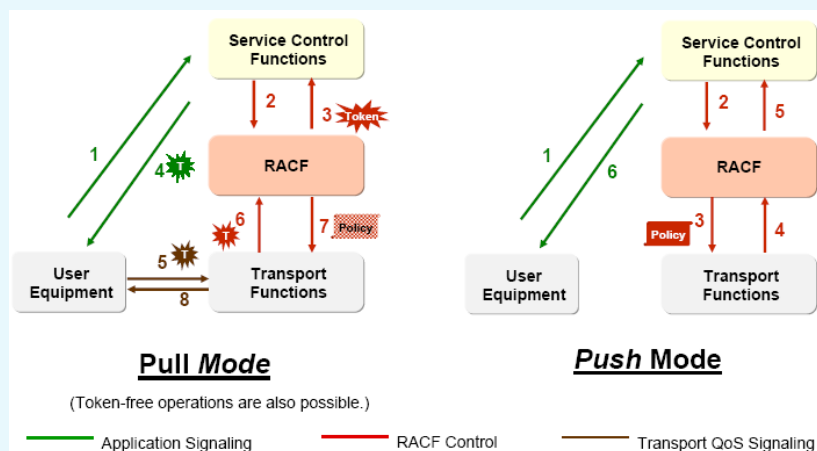 Service Control
Functions
2
3
Token
1
4
T
RACF
6
T
7
Policy
5
T
User
Equipment
8
Transport
Functions
Pull Mode
(Token-free operations are also possible.)
Service Control
Functions
2
5
1
6
RACF
Policy
3
4
User
Equipment
Transport
Functions
Push Mode
Application Signaling
RACF Control
Transport QoS Signaling